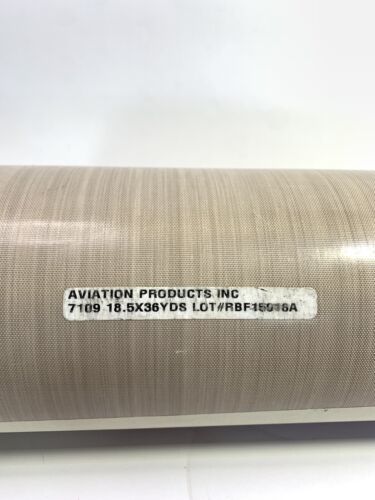 AVIATION PRODUCTS INC
7109 18.5X36YDS